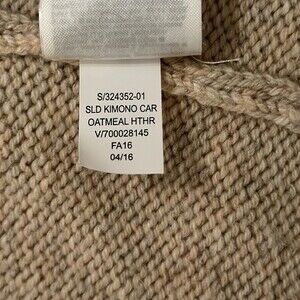 S/324352-01
SLD KIMONO CAR
OATMEAL HTHR
V/700028145
FA16
04/16